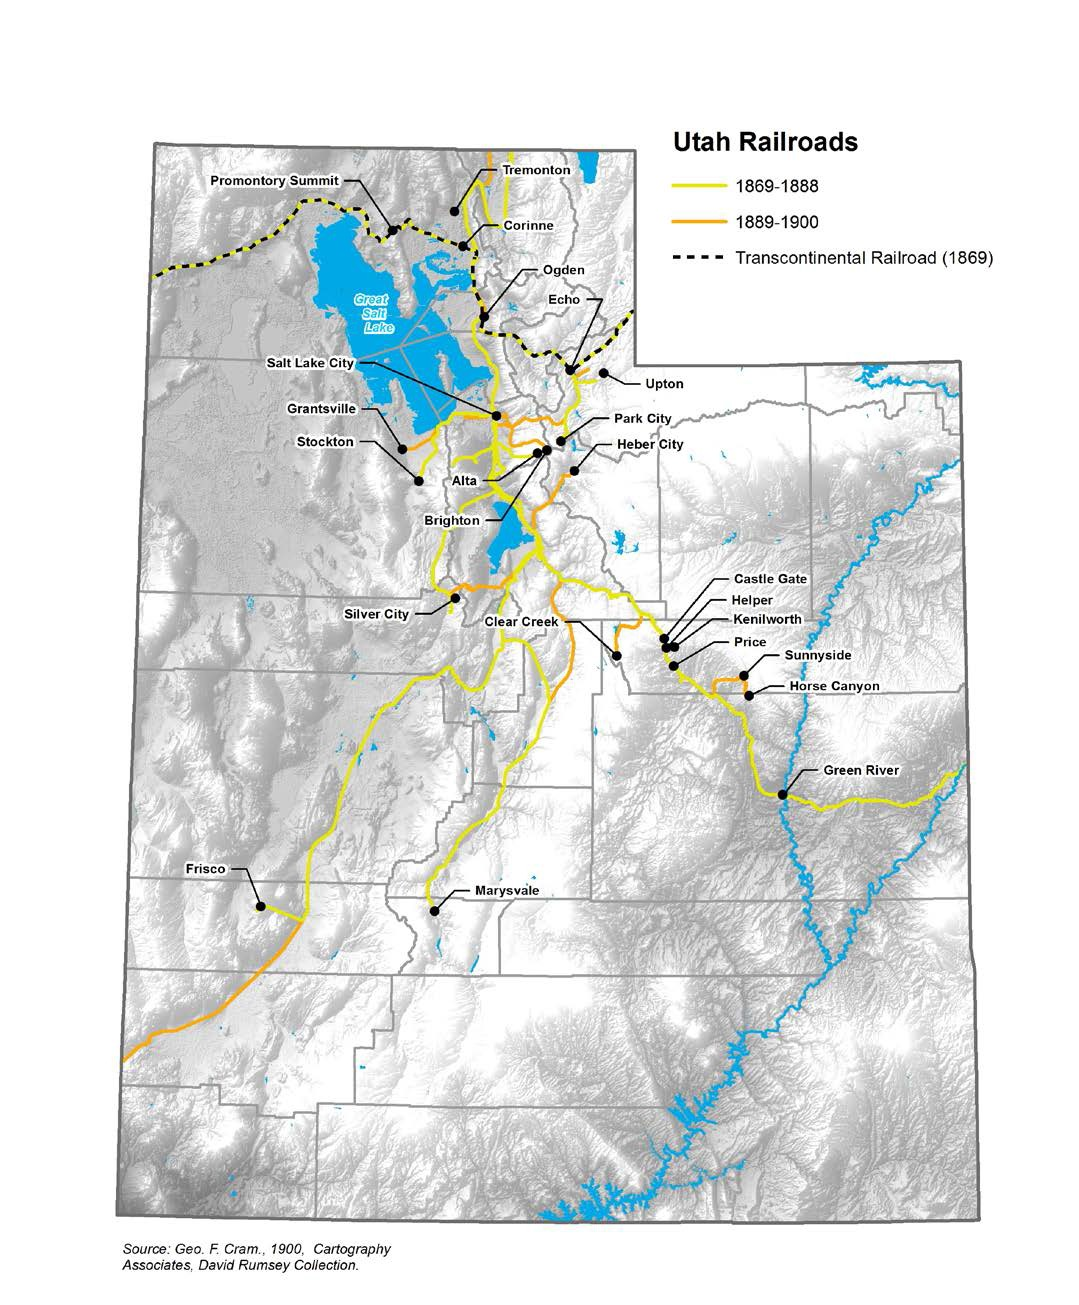 Utah Railroads
1869-1888
1889-1900
Transcontinental Railroad (1869)
Tremonton
Promontory Summit
Corinne
Ogden
Echo
Great
Salt
Lake
Salt Lake City
Upton
Grantsville
Park City
Stockton
Heber City
Alta
Brighton
Castle Gate
Helper
Silver City
Kenilworth
Clear Creek
Price
Sunnyside
Horse Canyon
Green River
Frisco
Marysvale
Source: Geo. F. Cram., 1900, Cartography
Associates, David Rumsey Collection.